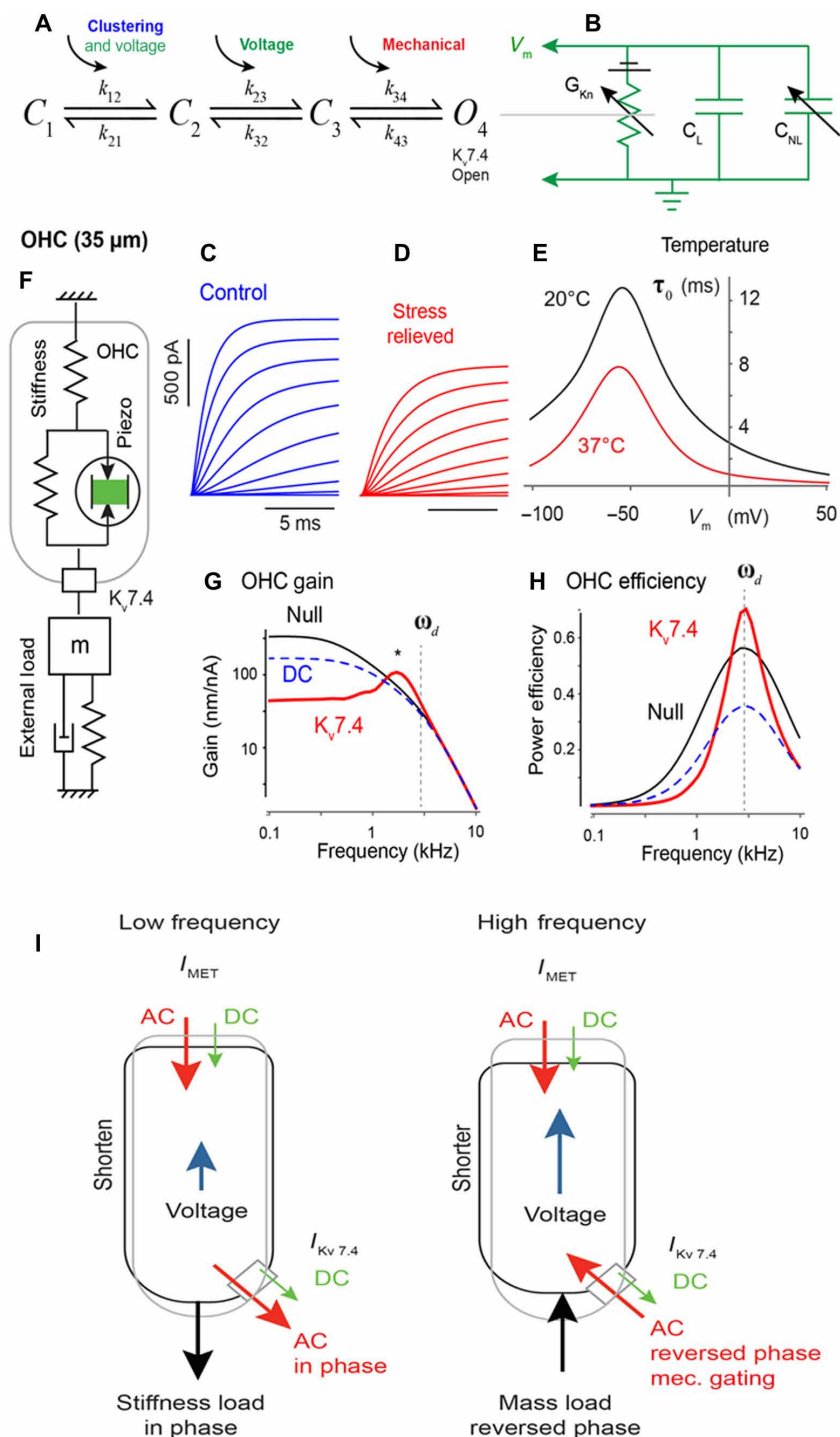 A
Clustering
and voltage
Voltage
Mechanical
k12
k23
k34
C1
C2
C3
O4
k21
k32
k43
Kv7.4
Open
B
Vm
GKn
CL
CNL
OHC (35 µm)
F
OHC
Stiffness
Piezo
Kv7.4
m
External load
C
Control
500 pA
5 ms
D
Stress
relieved
Temperature
E
τ0 (ms)
20°C
12
8
4
37°C
−100
−50
Vm (mV)
50
G OHC gain
Null
ωd
*
DC
Kv7.4
Gain (nm/nA)
100
10
0.1
1
10
Frequency (kHz)
H OHC efficiency
ωd
Kv7.4
Null
Power efficiency
0.6
0.4
0.2
0.1
1
10
Frequency (kHz)
I
Low frequency
IMET
AC
DC
Shorten
Voltage
IKv 7.4
DC
AC
in phase
Stiffness load
in phase
High frequency
IMET
AC
DC
Shorter
Voltage
IKv 7.4
DC
AC
reversed phase
mec. gating
Mass load
reversed phase